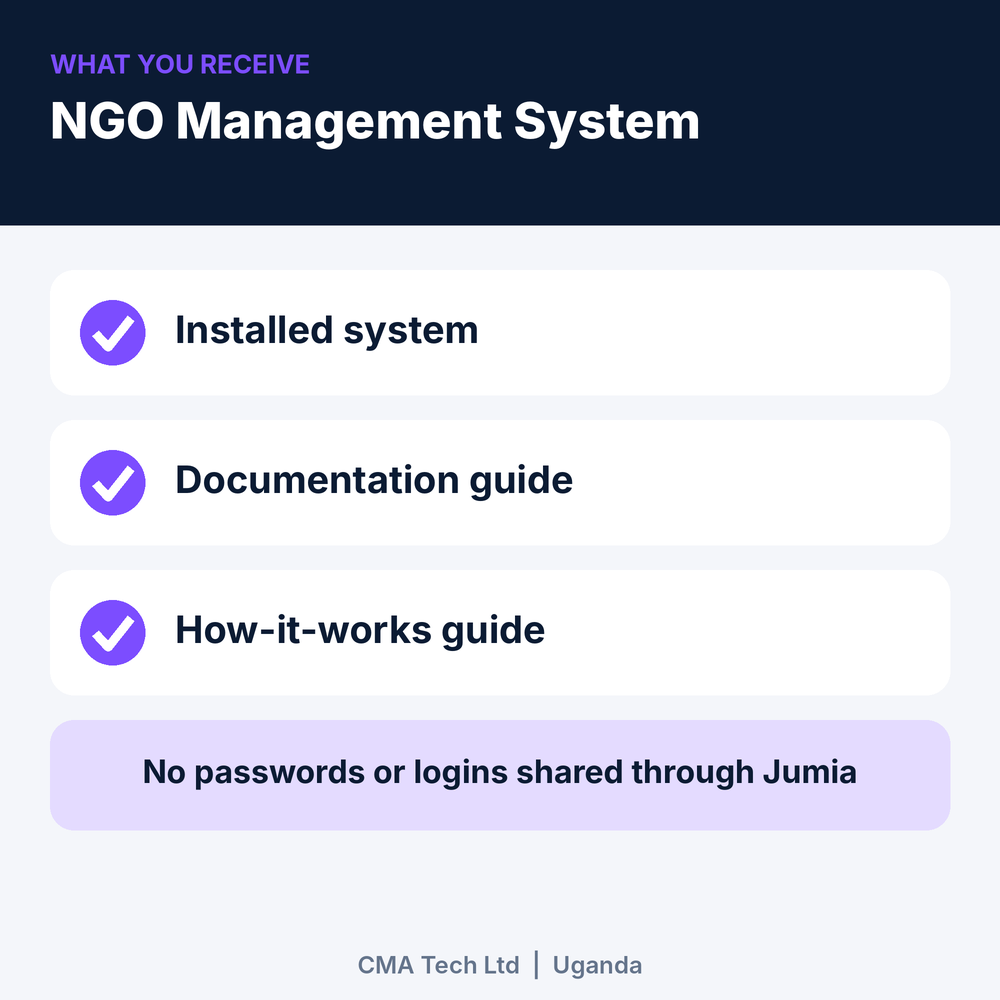 WHAT YOU RECEIVE
NGO Management System
Installed system
Documentation guide
How-it-works guide
No passwords or logins shared through Jumia
CMA Tech Ltd | Uganda